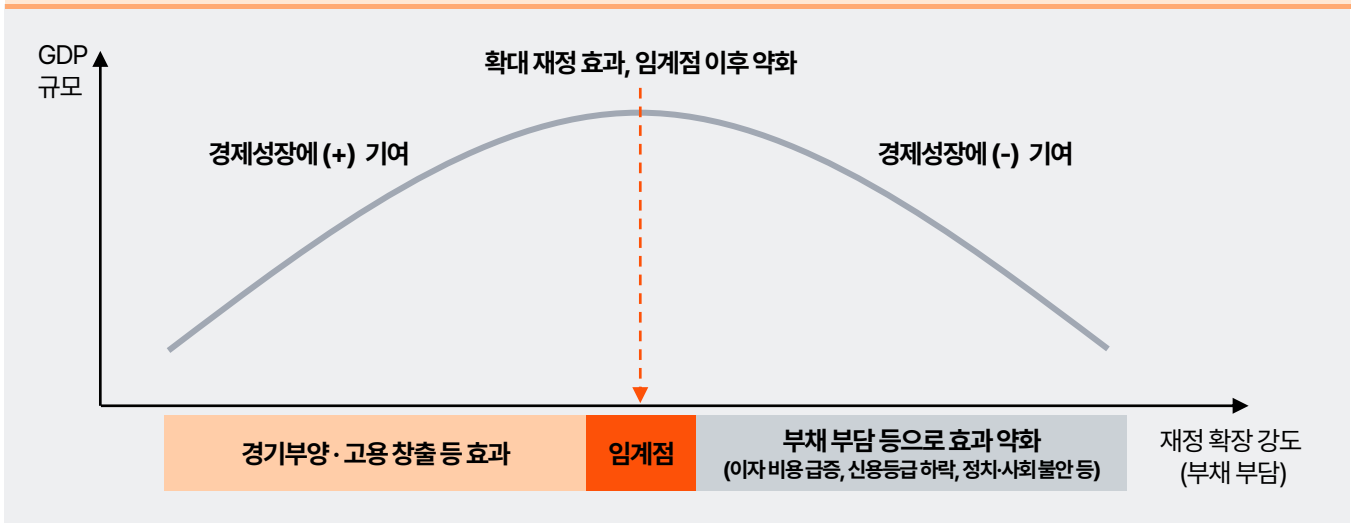 GDP
규모
확대 재정 효과, 임계점 이후 약화
경제성장에 (+) 기여
경제성장에 (-) 기여
경기부양 · 고용 창출 등 효과
임계점
부채 부담 등으로 효과 약화
(이자 비용 급증, 신용등급 하락, 정치·사회 불안 등)
재정 확장 강도
(부채 부담)